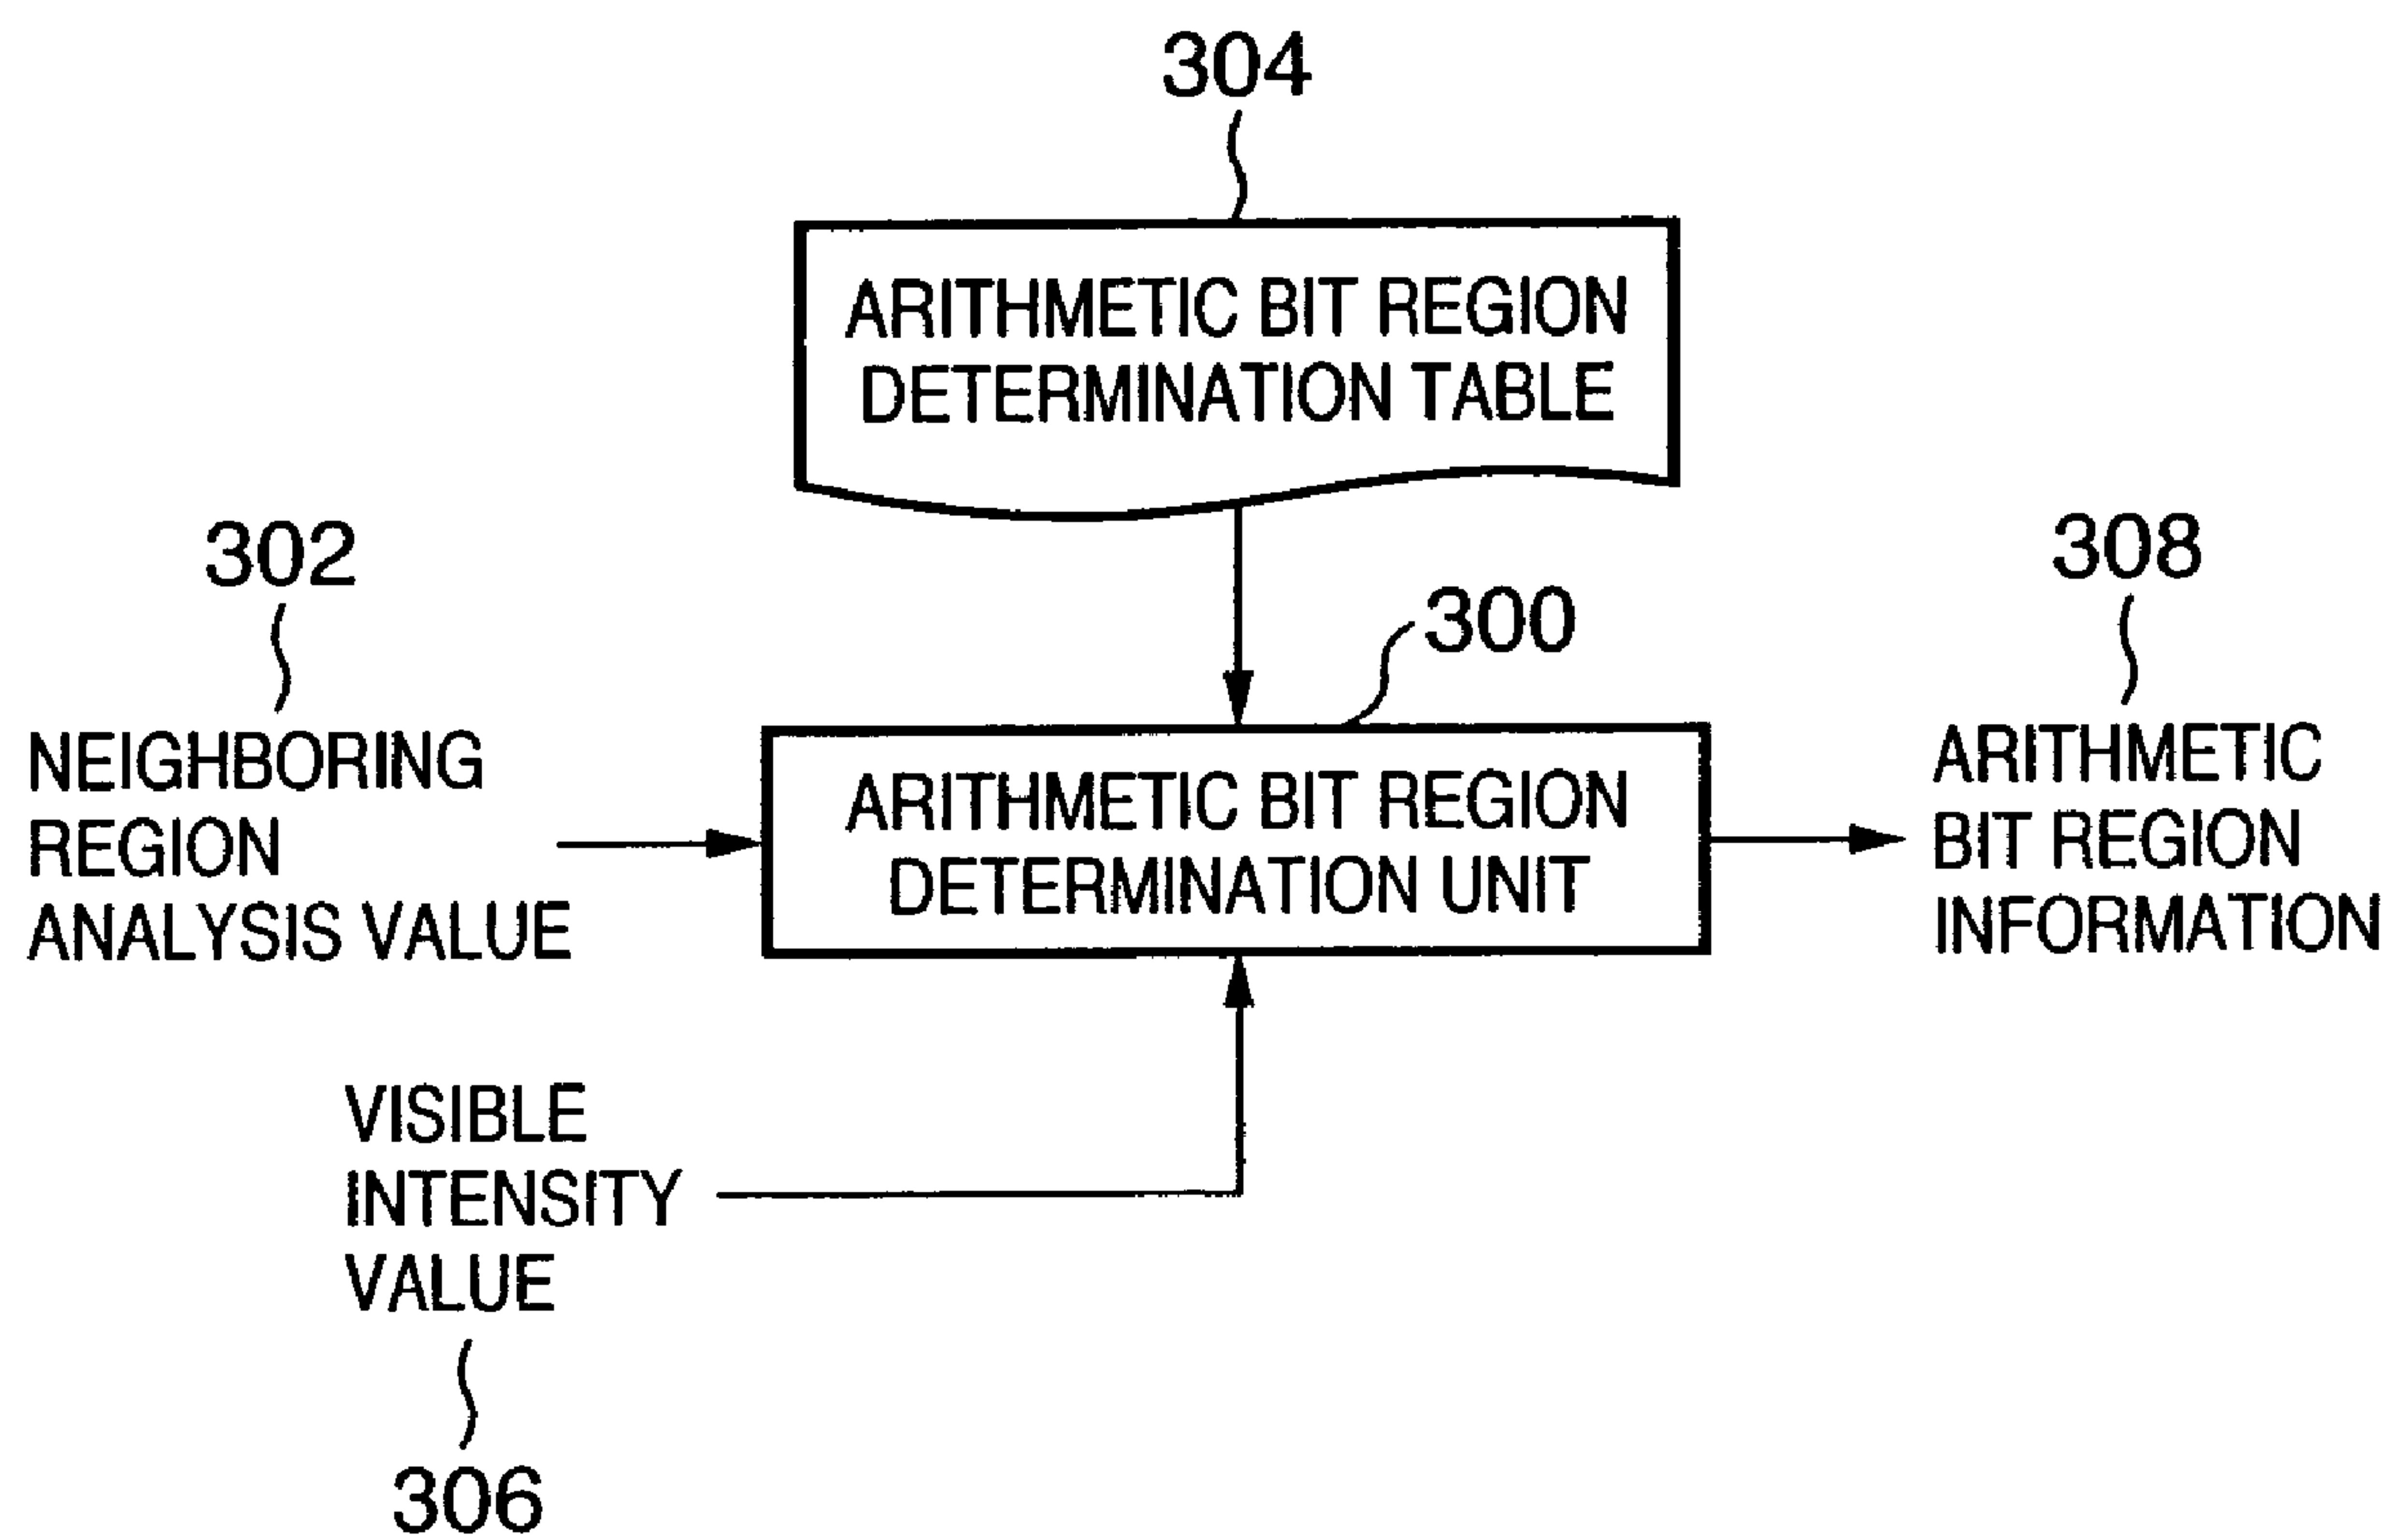 304
ARITHMETIC BIT REGION
DETERMINATION TABLE
302
308
300
NEIGHBORING
REGION
ANALYSIS VALUE
ARITHMETIC BIT REGION
DETERMINATION UNIT
ARITHMETIC
BIT REGION
INFORMATION
VISIBLE
INTENSITY
VALUE
306